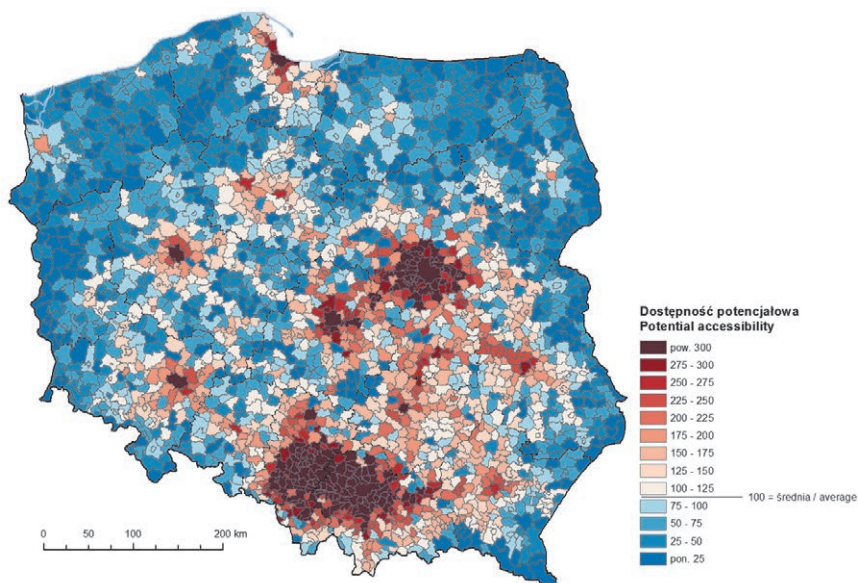 Dostępność potencjałowa
Potential accessibility
pow. 300
275 - 300
250 - 275
225 - 250
200 - 225
175 - 200
150 - 175
125 - 150
100 - 125
100 = średnia / average
75 - 100
50 - 75
25 - 50
pon. 25
0 50 100 200 km